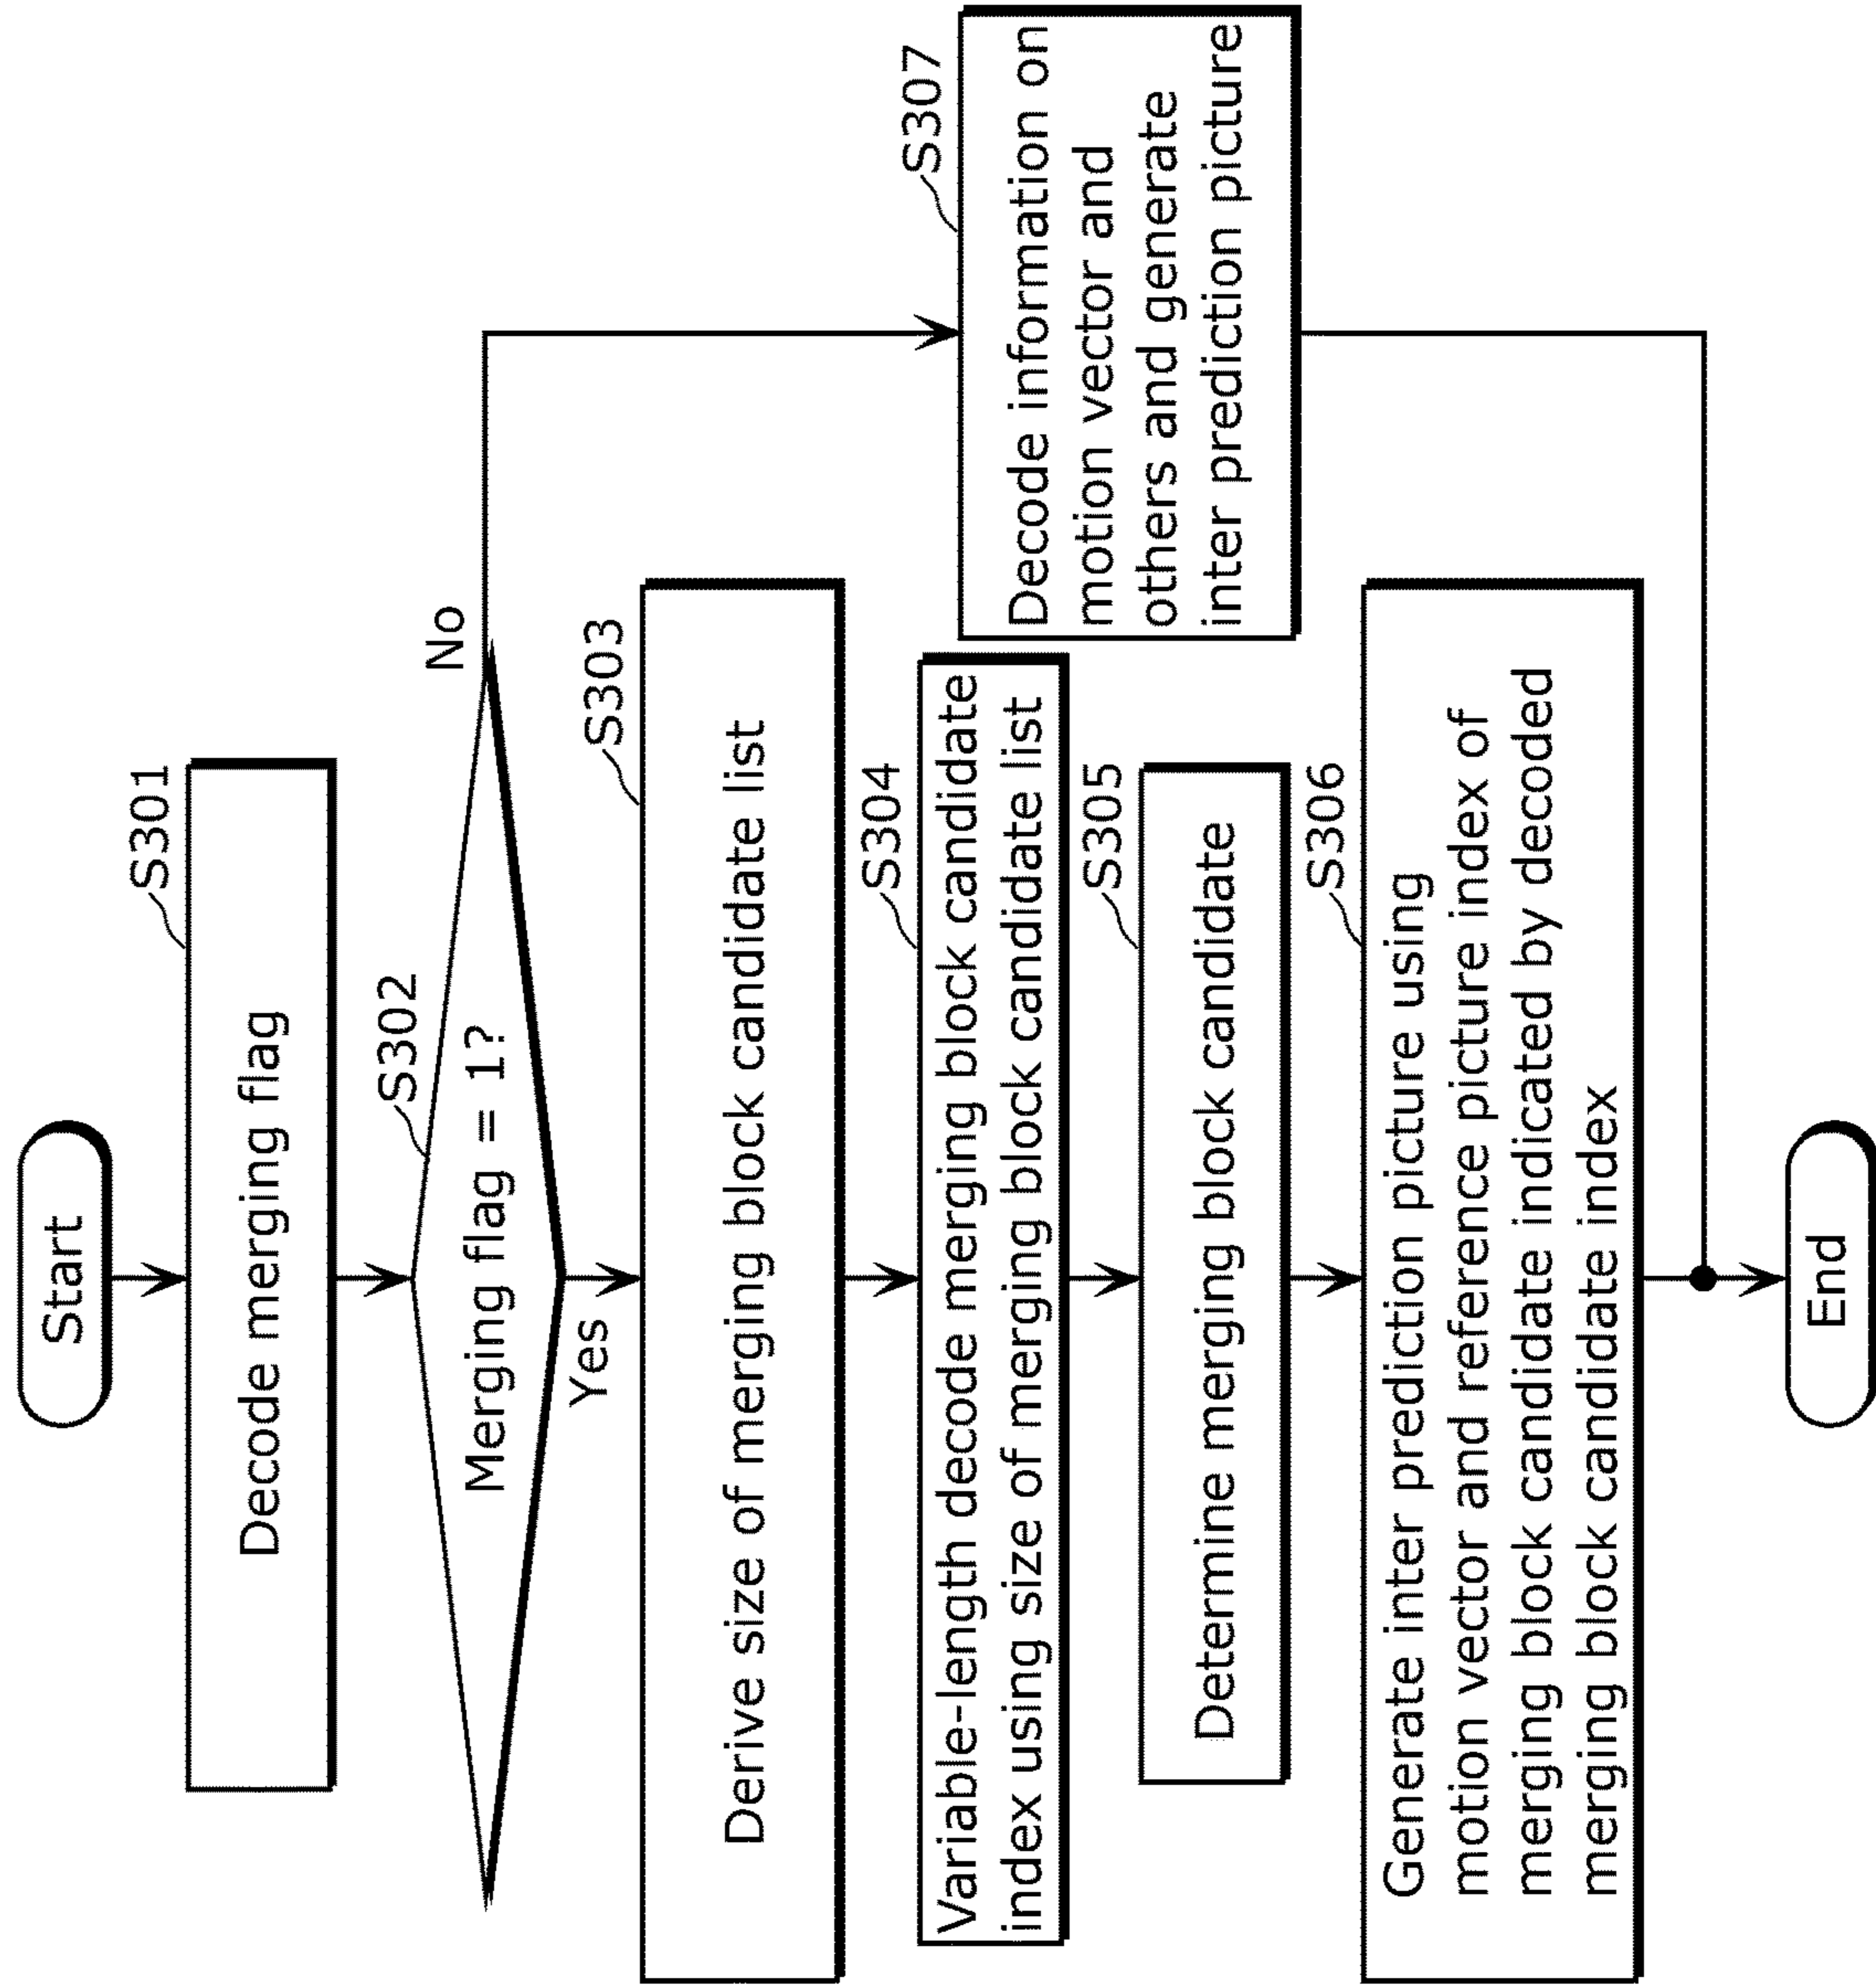 Start
S301
Decode merging flag
S302
Merging flag = 1?
No
Yes
S303
Derive size of merging block candidate list
S304
Variable-length decode merging block candidate
index using size of merging block candidate list
S305
Determine merging block candidate
S306
Generate inter prediction picture using
motion vector and reference picture index of
merging block candidate indicated by decoded
merging block candidate index
S307
Decode information on
motion vector and
others and generate
inter prediction picture
End